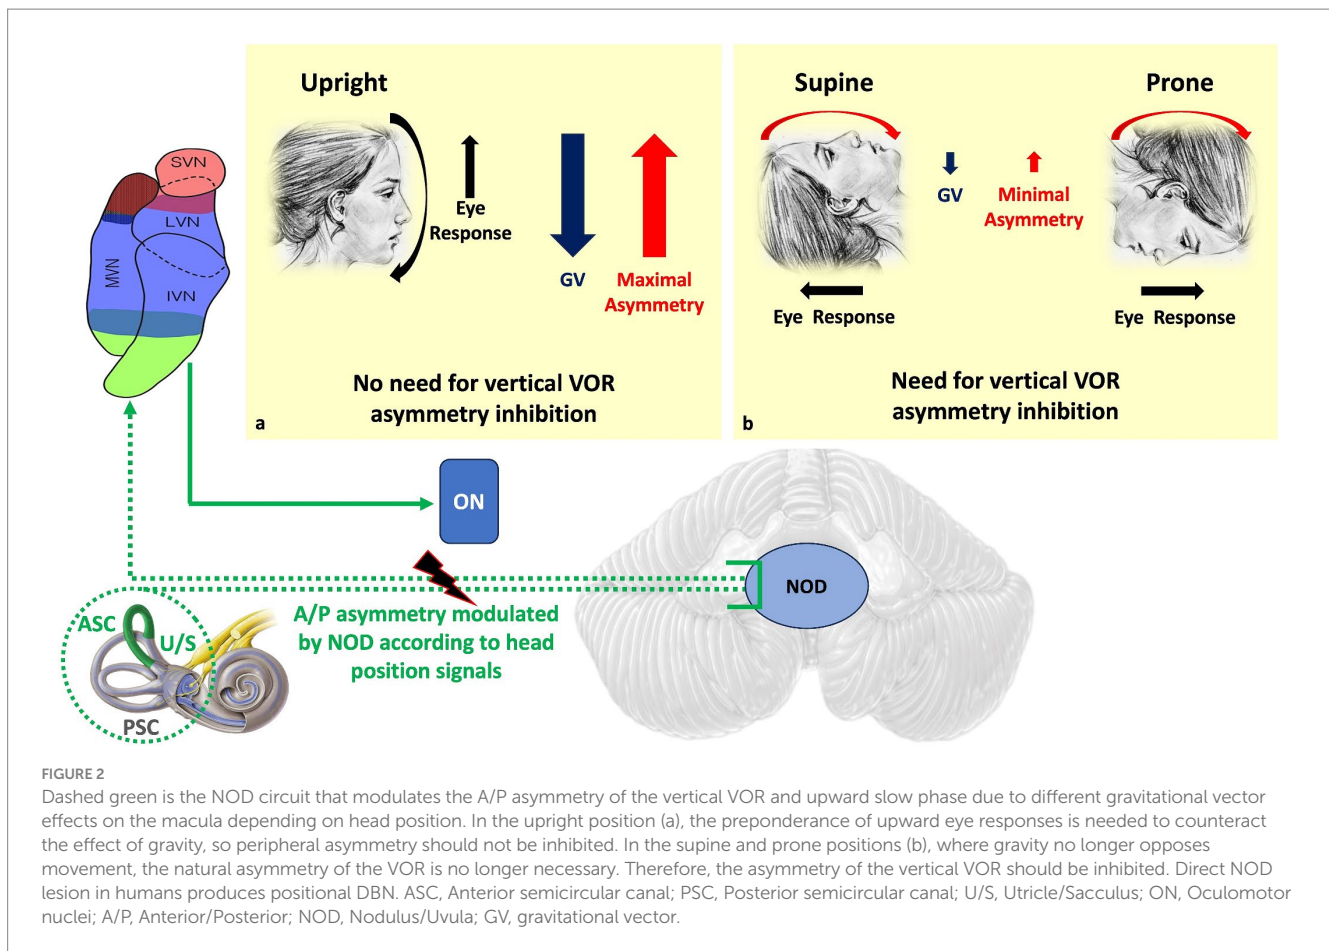 Upright
Eye
Response
GV
Maximal
Asymmetry
No need for vertical VOR
asymmetry inhibition
a
Supine
Prone
GV
Minimal
Asymmetry
Eye Response
Eye Response
Need for vertical VOR
asymmetry inhibition
b
SVN
LVN
MVN
IVN
ON
NOD
A/P asymmetry modulated
by NOD according to head
position signals
ASC
U/S
PSC
FIGURE 2
Dashed green is the NOD circuit that modulates the A/P asymmetry of the vertical VOR and upward slow phase due to different gravitational vector
effects on the macula depending on head position. In the upright position (a), the preponderance of upward eye responses is needed to counteract
the effect of gravity, so peripheral asymmetry should not be inhibited. In the supine and prone positions (b), where gravity no longer opposes
movement, the natural asymmetry of the VOR is no longer necessary. Therefore, the asymmetry of the vertical VOR should be inhibited. Direct NOD
lesion in humans produces positional DBN. ASC, Anterior semicircular canal; PSC, Posterior semicircular canal; U/S, Utricle/Sacculus; ON, Oculomotor
nuclei; A/P, Anterior/Posterior; NOD, Nodulus/Uvula; GV, gravitational vector.